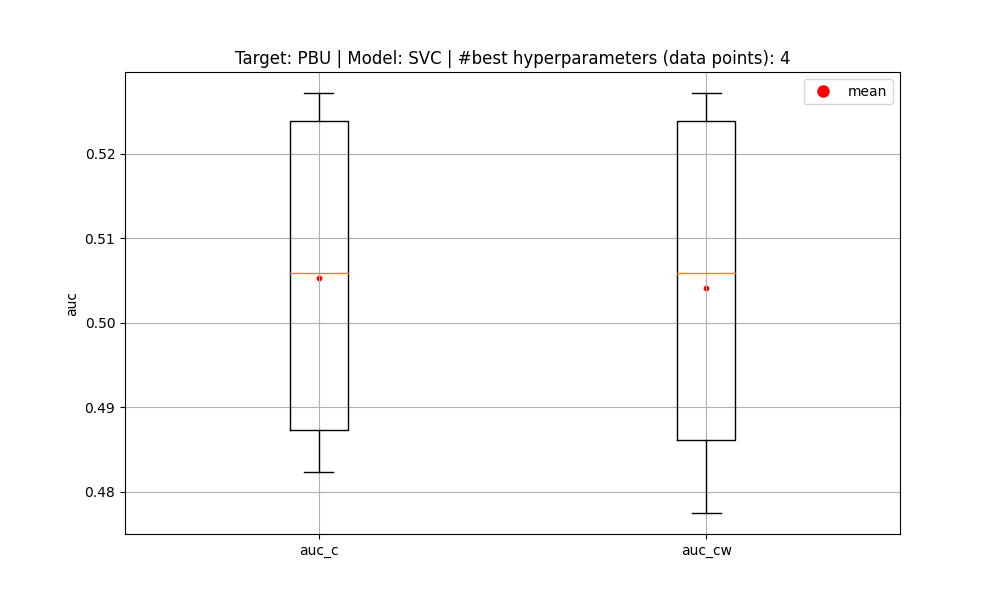 Target: PBU | Model: SVC | #best hyperparameters (data points): 4
mean
0.52
0.51
0.50
0.49
0.48
auc
auc_c
auc_cw